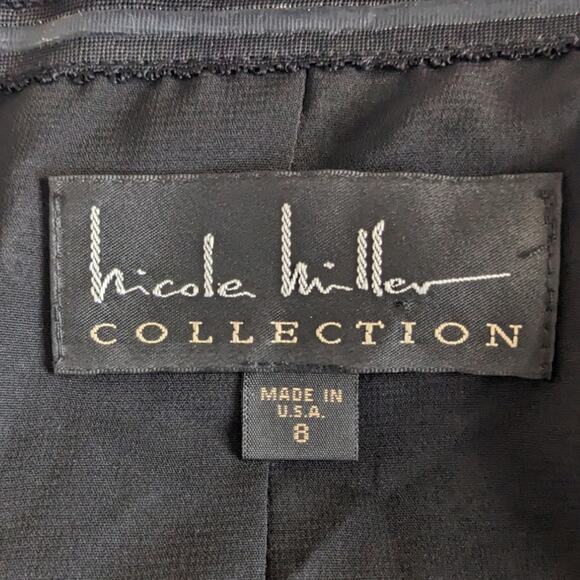 nicole miller
COLLECTION
MADE IN
U.S.A.
8